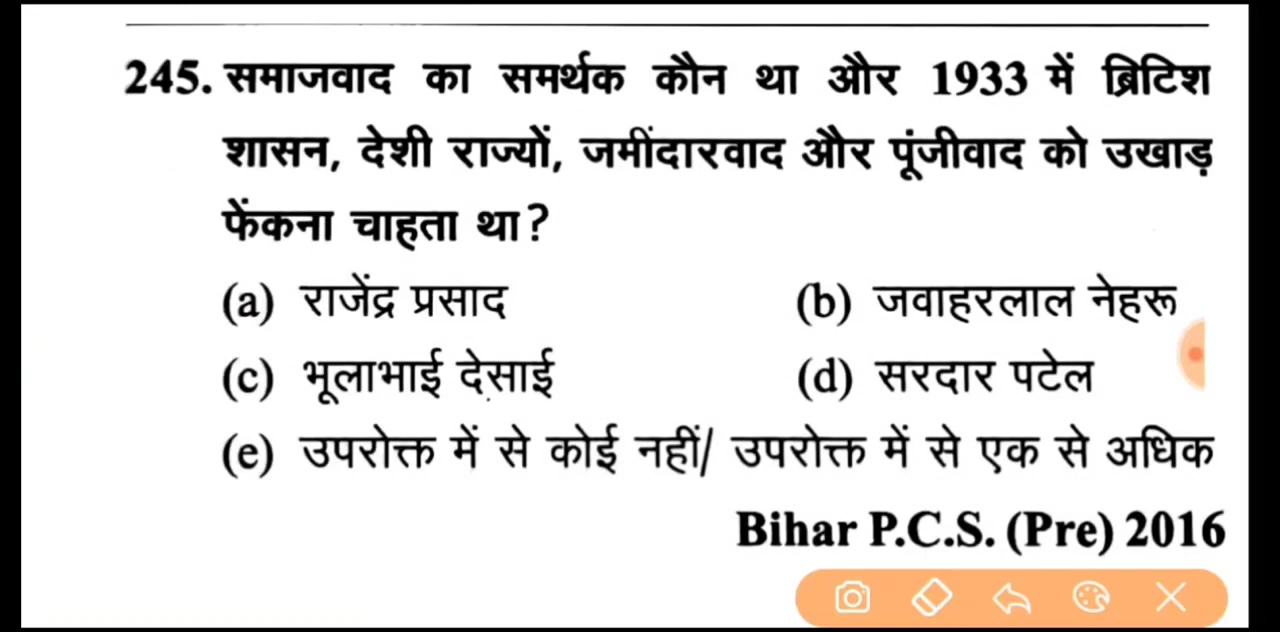 245. समाजवाद का समर्थक कौन था और 1933 में ब्रिटिश
शासन, देशी राज्यों, जमींदारवाद और पूंजीवाद को उखाड़
फेंकना चाहता था?
(a) राजेंद्र प्रसाद (b) जवाहरलाल नेहरू
(c) भूलाभाई देसाई (d) सरदार पटेल
(e) उपरोक्त में से कोई नहीं/ उपरोक्त में से एक से अधिक
Bihar P.C.S. (Pre) 2016